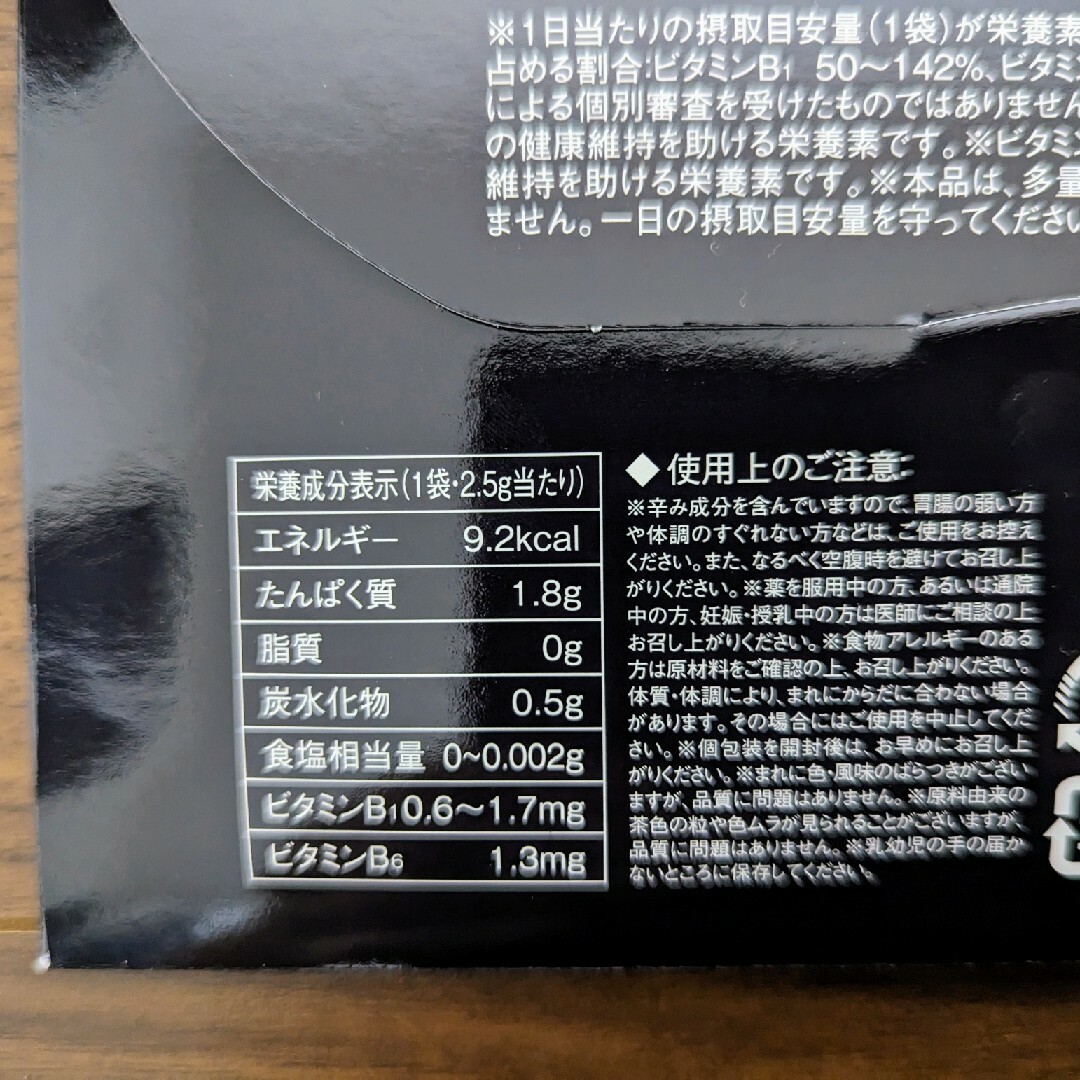 ※1日当たりの摂取目安量(1袋)が栄養素
占める割合:ビタミンB1 50〜142%、ビタミン
による個別審査を受けたものではありません
の健康維持を助ける栄養素です。※ビタミン
維持を助ける栄養素です。※本品は、多量
ません。一日の摂取目安量を守ってください
栄養成分表示(1袋・2.5g当たり)
エネルギー 9.2kcal
たんぱく質 1.8g
脂質 0g
炭水化物 0.5g
食塩相当量 0~0.002g
ビタミンB1 0.6〜1.7mg
ビタミンB6 1.3mg
◆使用上のご注意:
※辛み成分を含んでいますので、胃腸の弱い方
や体調のすぐれない方などは、ご使用をお控え
ください。また、なるべく空腹時を避けてお召し上
がりください。※薬を服用中の方、あるいは通院
中の方、妊娠・授乳中の方は医師にご相談の上
お召し上がりください。※食物アレルギーのある
方は原材料をご確認の上、お召し上がりください。
体質・体調により、まれにからだに合わない場合
があります。その場合にはご使用を中止してくだ
さい。※個包装を開封後は、お早めにお召し上
がりください。※まれに色・風味のばらつきがござい
ますが、品質に問題はありません。※原料由来の
茶色の粒や色ムラが見られることがございますが、
品質に問題はありません。※乳幼児の手の届か
ないところに保存してください。